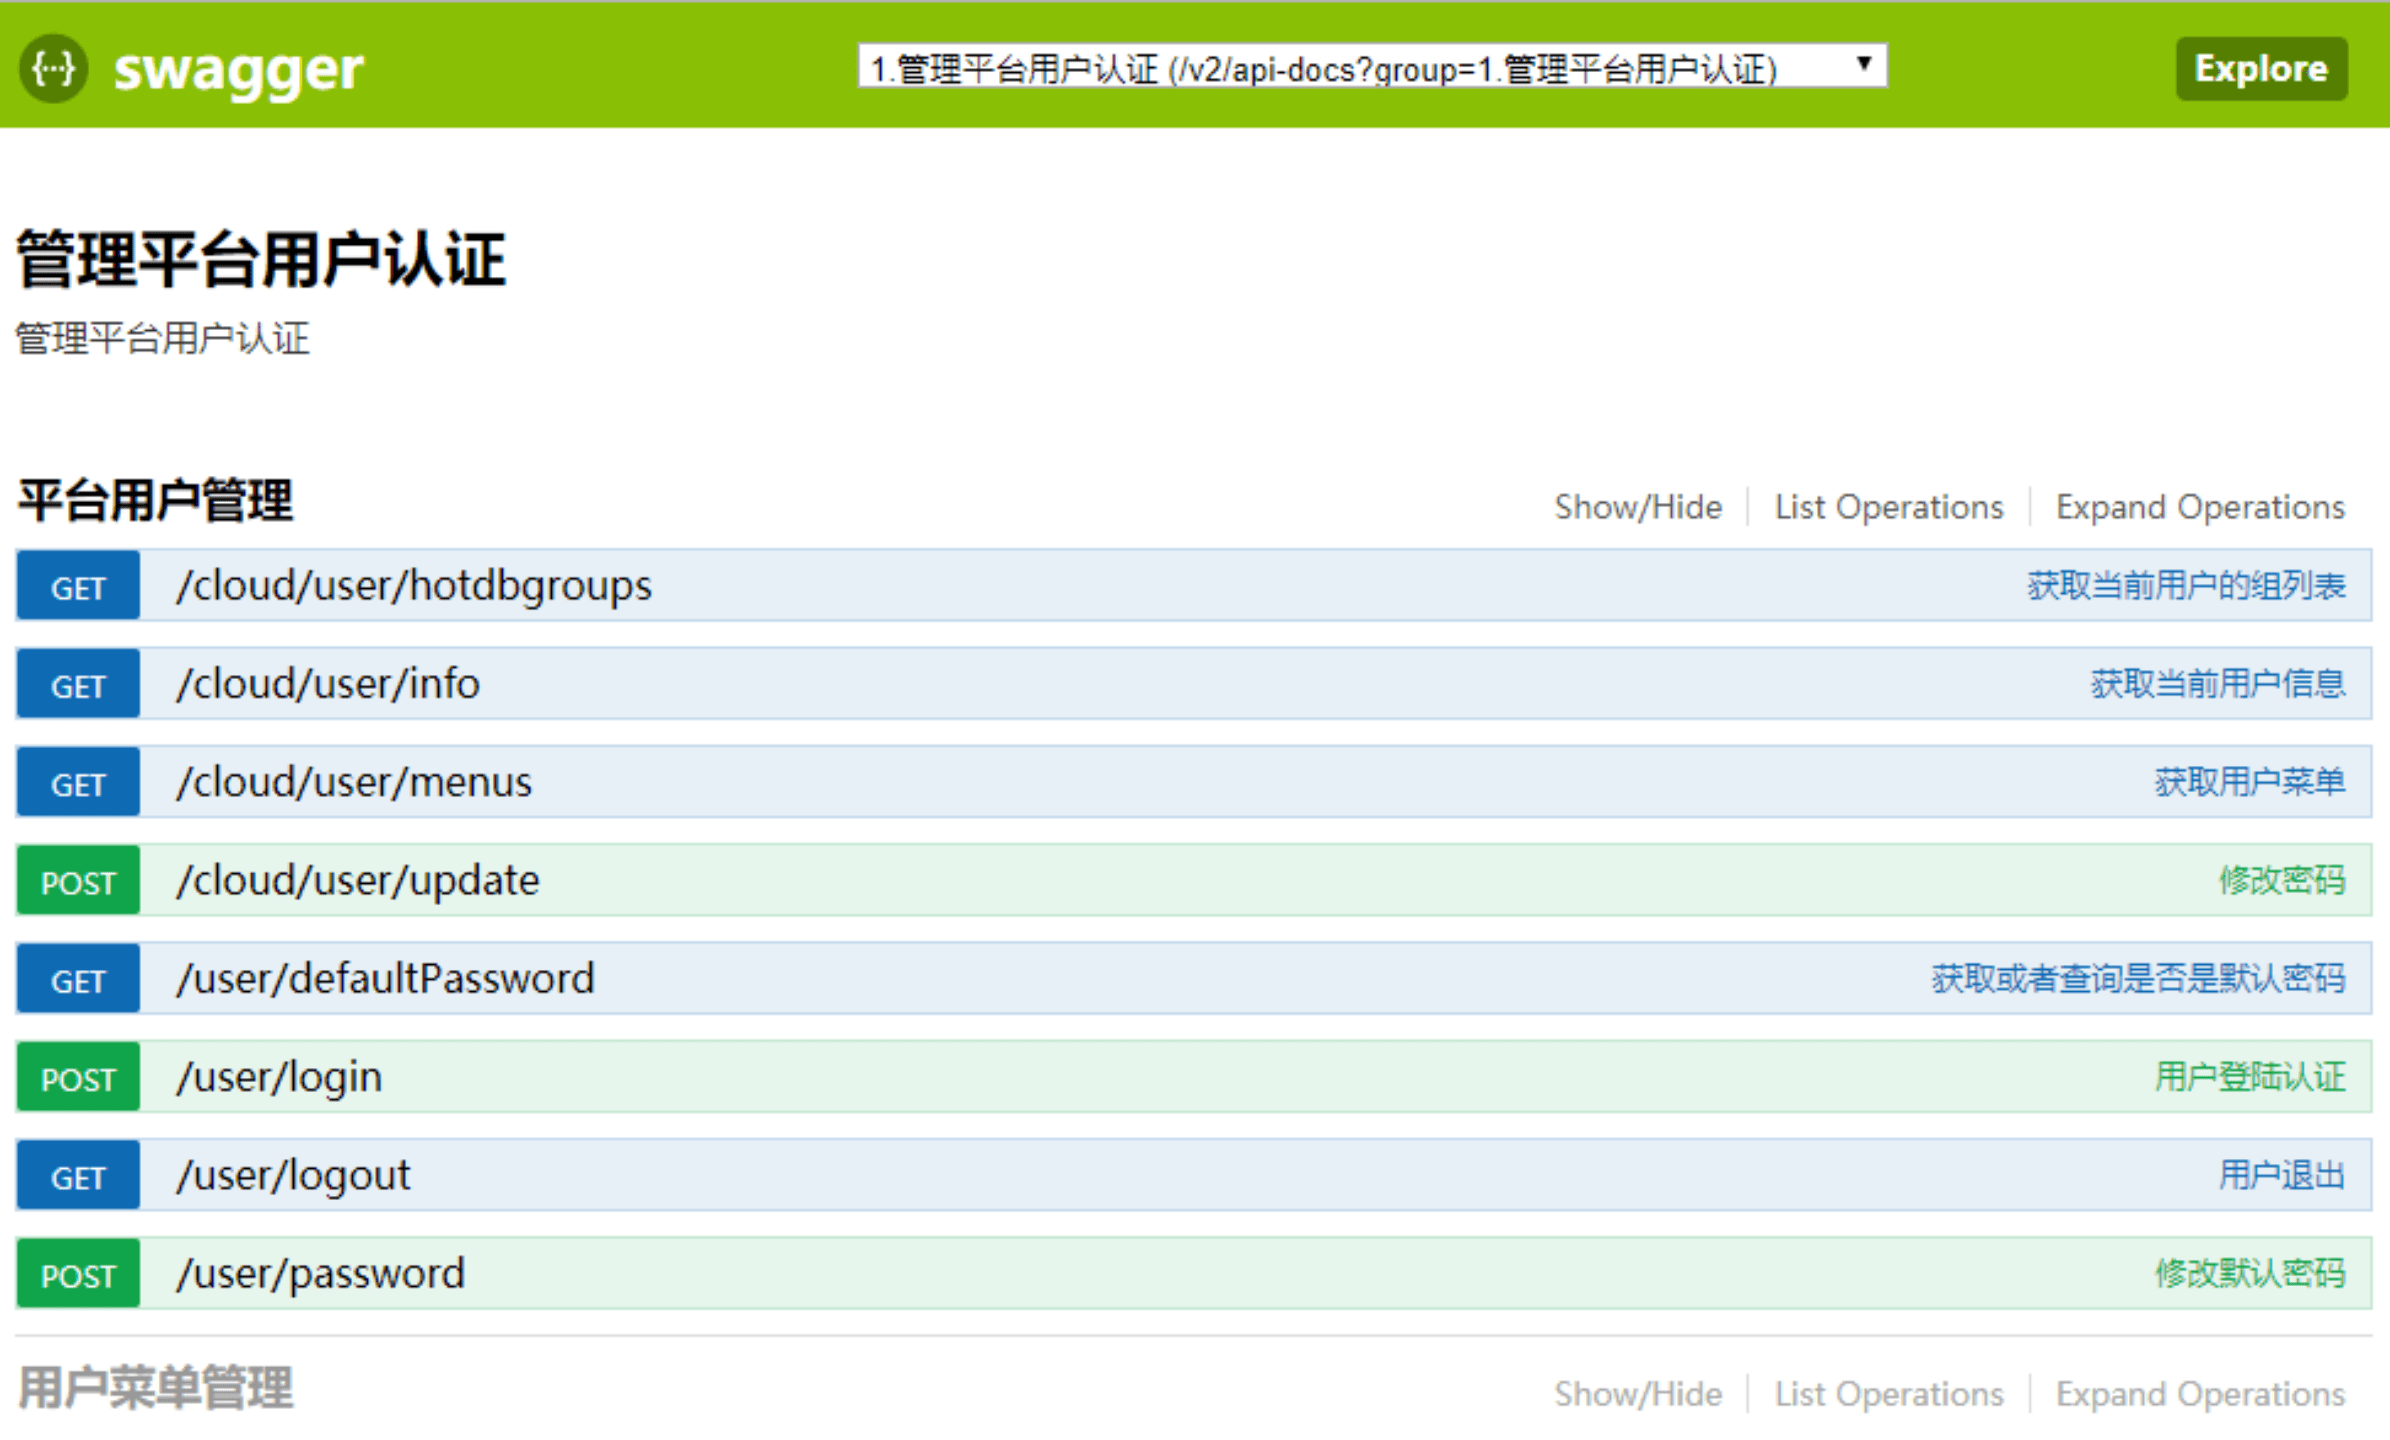 {···} swagger 1.管理平台用户认证 (/v2/api-docs?group=1.管理平台用户认证) Explore
管理平台用户认证
管理平台用户认证
平台用户管理 Show/Hide List Operations Expand Operations
GET /cloud/user/hotdbgroups 获取当前用户的组列表
GET /cloud/user/info 获取当前用户信息
GET /cloud/user/menus 获取用户菜单
POST /cloud/user/update 修改密码
GET /user/defaultPassword 获取或者查询是否是默认密码
POST /user/login 用户登陆认证
GET /user/logout 用户退出
POST /user/password 修改默认密码
用户菜单管理 Show/Hide List Operations Expand Operations